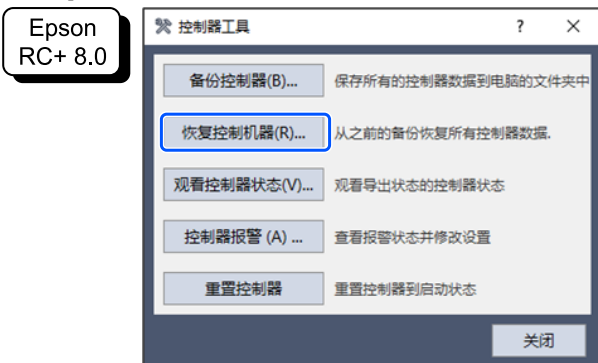 Epson
RC+ 8.0
控制器工具
?
备份控制器(B)...
保存所有的控制器数据到电脑的文件夹中
恢复控制机器(R)...
从之前的备份恢复所有控制器数据.
观看控制器状态(V)...
观看导出状态的控制器状态
控制器报警 (A) ...
查看报警状态并修改设置
重置控制器
重置控制器到启动状态
关闭